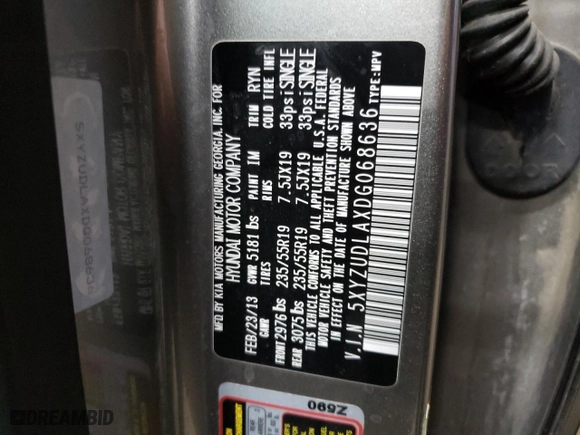 MFD BY KIA MOTORS MANUFACTURING GEORGIA, INC. FOR
HYUNDAI MOTOR COMPANY
FEB/23/13 GVWR 5181 lbs PAINT IM TRIM RYN
GAWR TIRES RIMS COLD TIRE INFL
FRONT 2976 lbs 235/55R19 7.5JX19 33psi SINGLE
REAR 3075 lbs 235/55R19 7.5JX19 33psi SINGLE
THIS VEHICLE CONFORMS TO ALL APPLICABLE U.S.A. FEDERAL
MOTOR VEHICLE SAFETY AND THEFT PREVENTION STANDARDS
IN EFFECT ON THE DATE OF MANUFACTURE SHOWN ABOVE
V.I.N 5XYZUDLAXDG068636 TYPE:MPV
Z590
DREAMBID